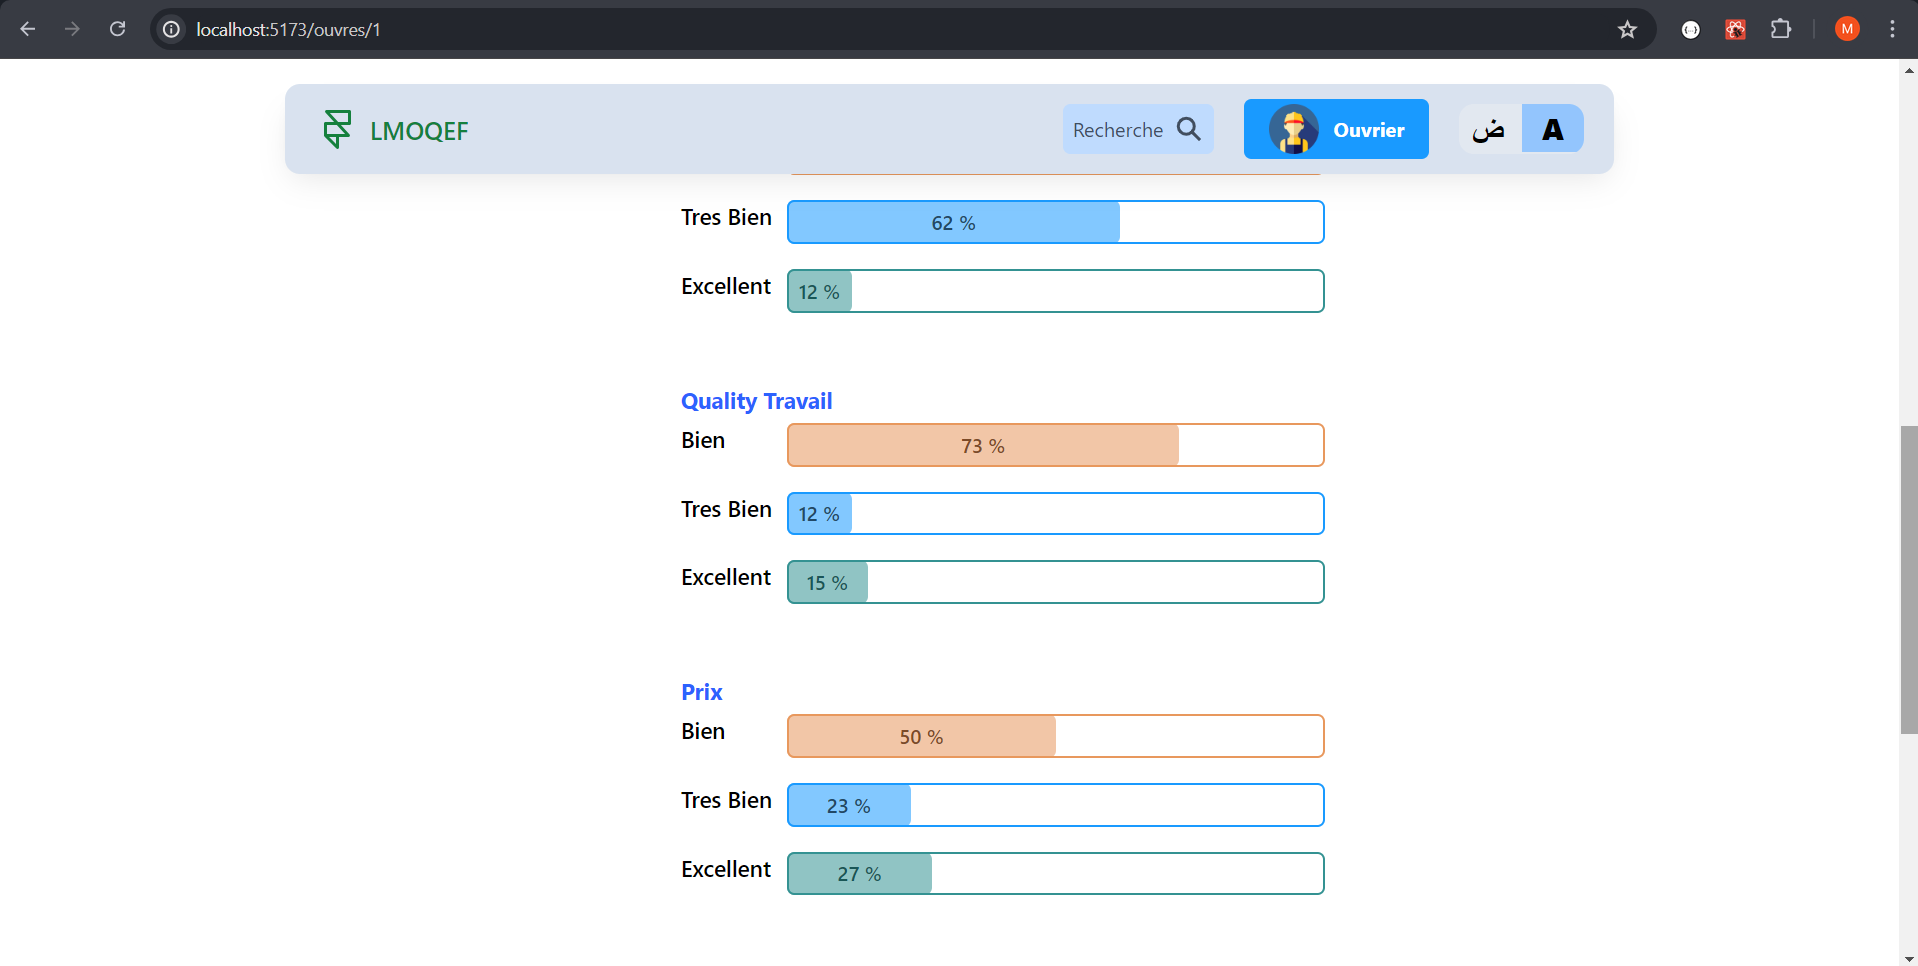 localhost:5173/ouvres/1
M
LMOQEF
Recherche
Ouvrier
ض
A
Tres Bien
62 %
Excellent
12 %
Quality Travail
Bien
73 %
Tres Bien
12 %
Excellent
15 %
Prix
Bien
50 %
Tres Bien
23 %
Excellent
27 %